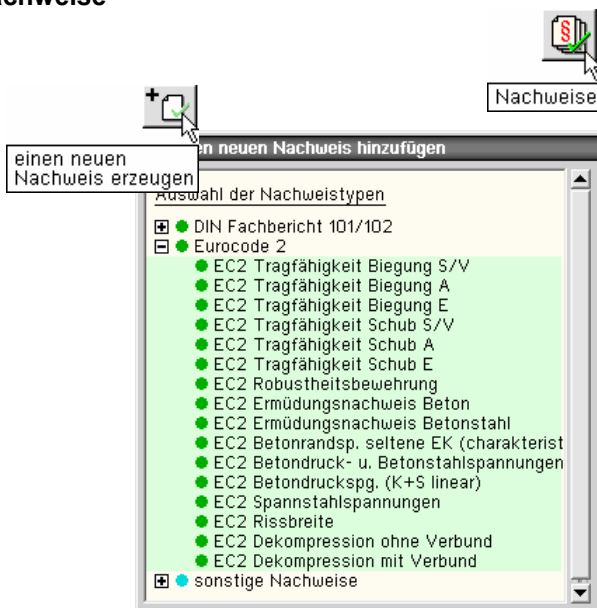 Nachweise
einen neuen
Nachweis erzeugen
en neuen Nachweis hinzufügen
Auswahl der Nachweistypen
DIN Fachbericht 101/102
Eurocode 2
EC2 Tragfähigkeit Biegung S/V
EC2 Tragfähigkeit Biegung A
EC2 Tragfähigkeit Biegung E
EC2 Tragfähigkeit Schub S/V
EC2 Tragfähigkeit Schub A
EC2 Tragfähigkeit Schub E
EC2 Robustheitsbewehrung
EC2 Ermüdungsnachweis Beton
EC2 Ermüdungsnachweis Betonstahl
EC2 Betonrandsp. seltene EK (charakterist
EC2 Betondruck- u. Betonstahlspannungen
EC2 Betondruckspg. (K+S linear)
EC2 Spannstahlspannungen
EC2 Rissbreite
EC2 Dekompression ohne Verbund
EC2 Dekompression mit Verbund
sonstige Nachweise